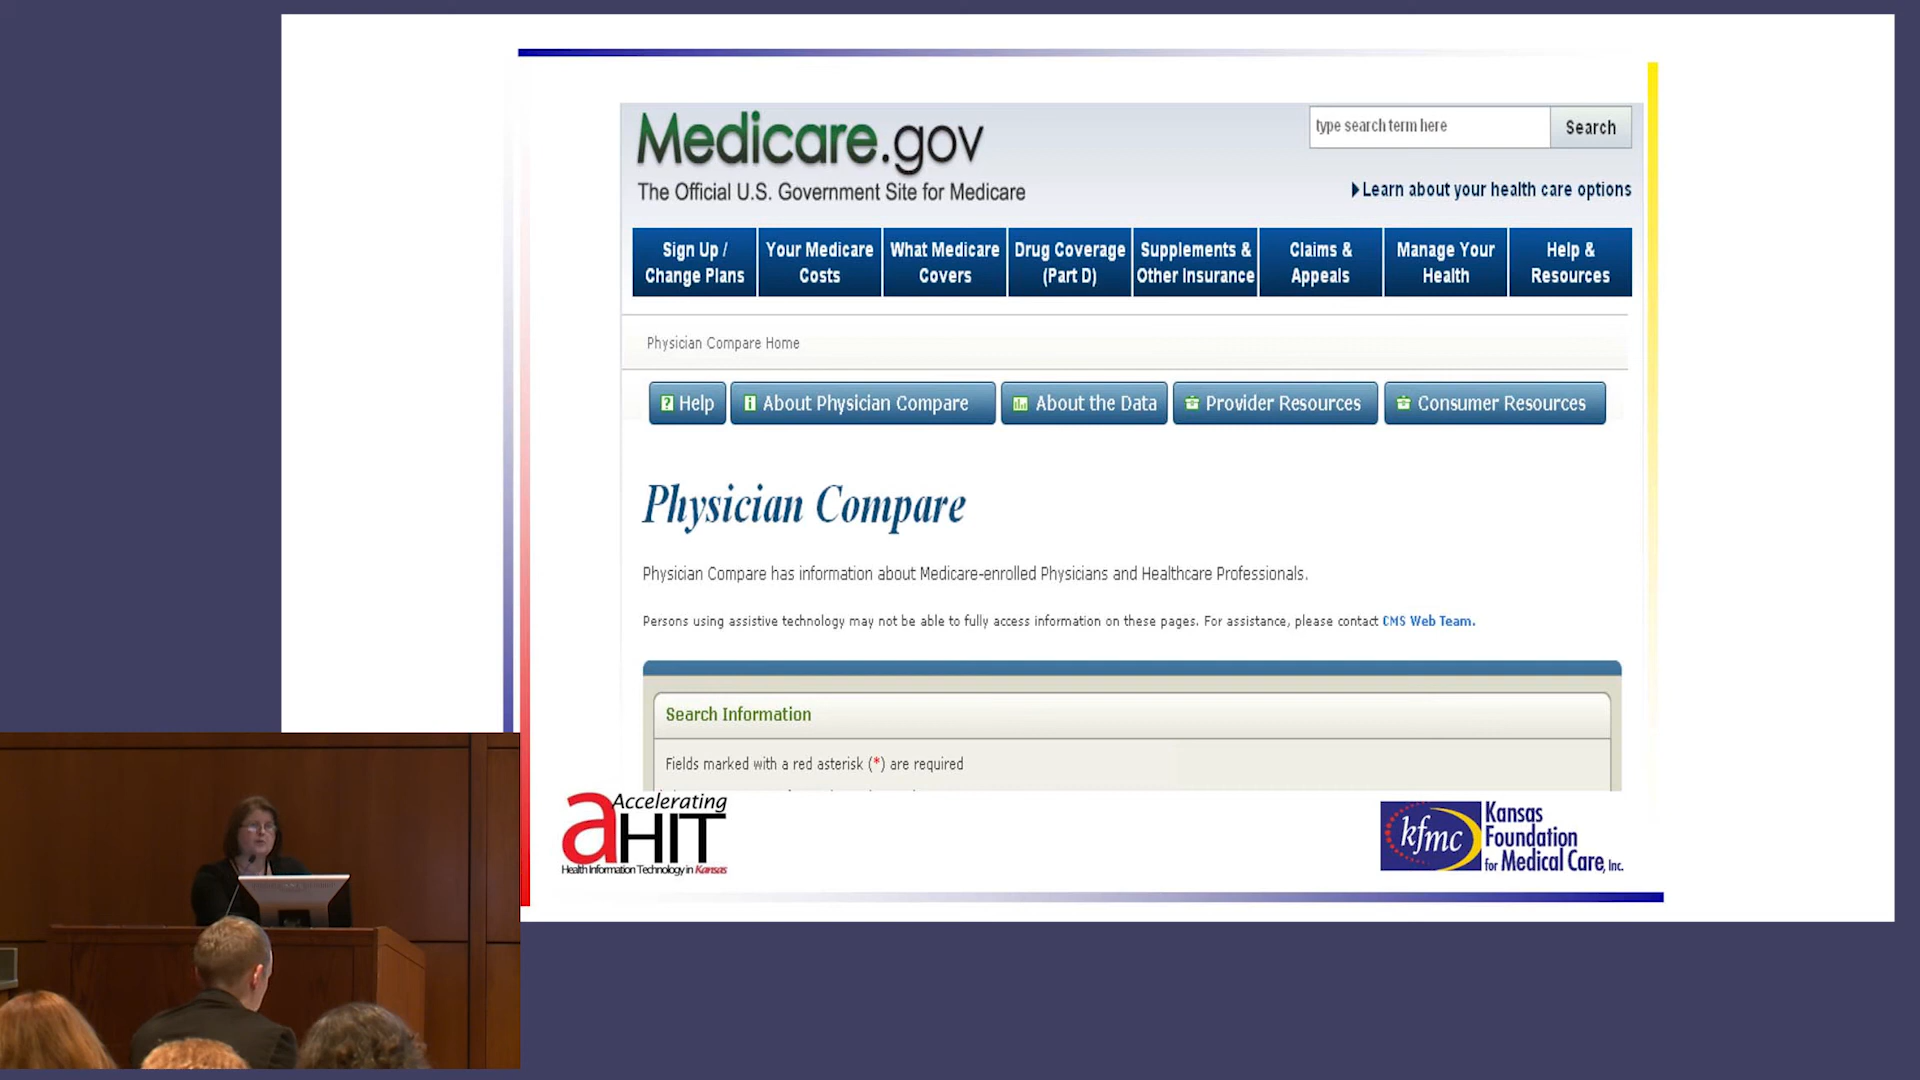 Medicare.gov
The Official U.S. Government Site for Medicare
type search term here
Search
Learn about your health care options
Sign Up /
Change Plans
Your Medicare
Costs
What Medicare
Covers
Drug Coverage
(Part D)
Supplements &
Other Insurance
Claims &
Appeals
Manage Your
Health
Help &
Resources
Physician Compare Home
Help
About Physician Compare
About the Data
Provider Resources
Consumer Resources
Physician Compare
Physician Compare has information about Medicare-enrolled Physicians and Healthcare Professionals.
Persons using assistive technology may not be able to fully access information on these pages. For assistance, please contact CMS Web Team.
Search Information
Fields marked with a red asterisk (*) are required
Accelerating
aHIT
Health Information Technology in Kansas
kfmc
Kansas
Foundation
for Medical Care, Inc.